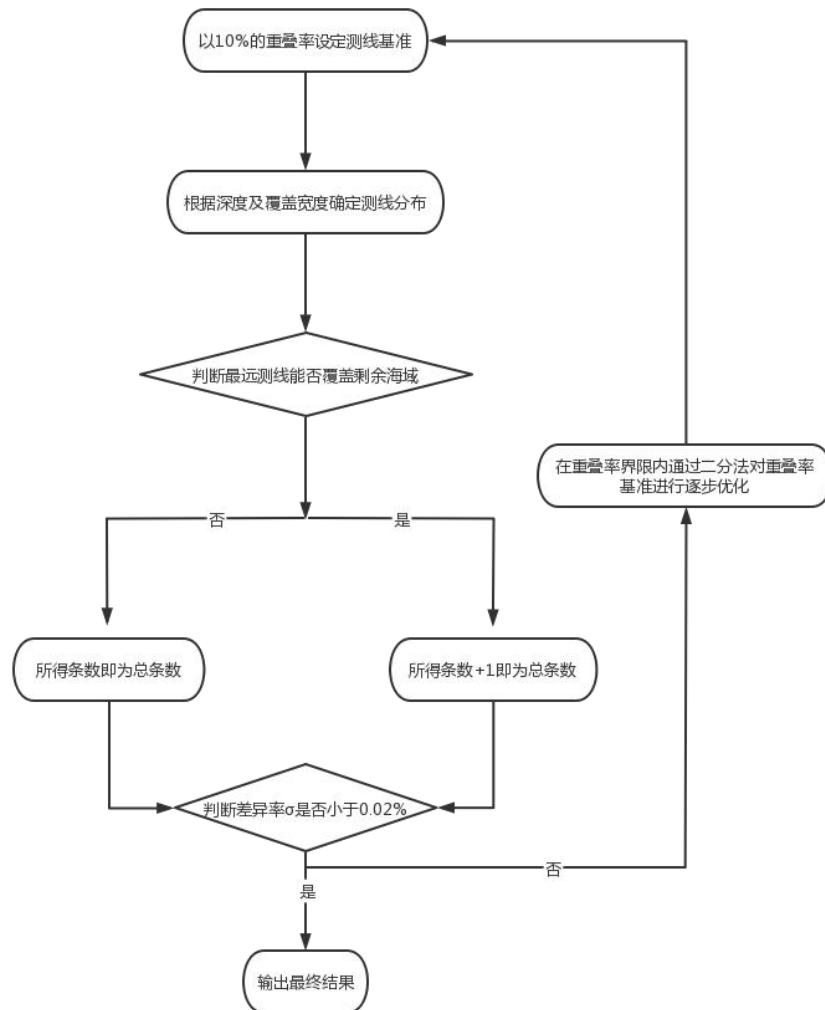 以10%的重叠率设定测线基准
根据深度及覆盖宽度确定测线分布
判断最远测线能否覆盖剩余海域
在重叠率界限内通过二分法对重叠率
基准进行逐步优化
否
是
所得条数即为总条数
所得条数+1即为总条数
判断差异率σ是否小于0.02%
否
是
输出最终结果